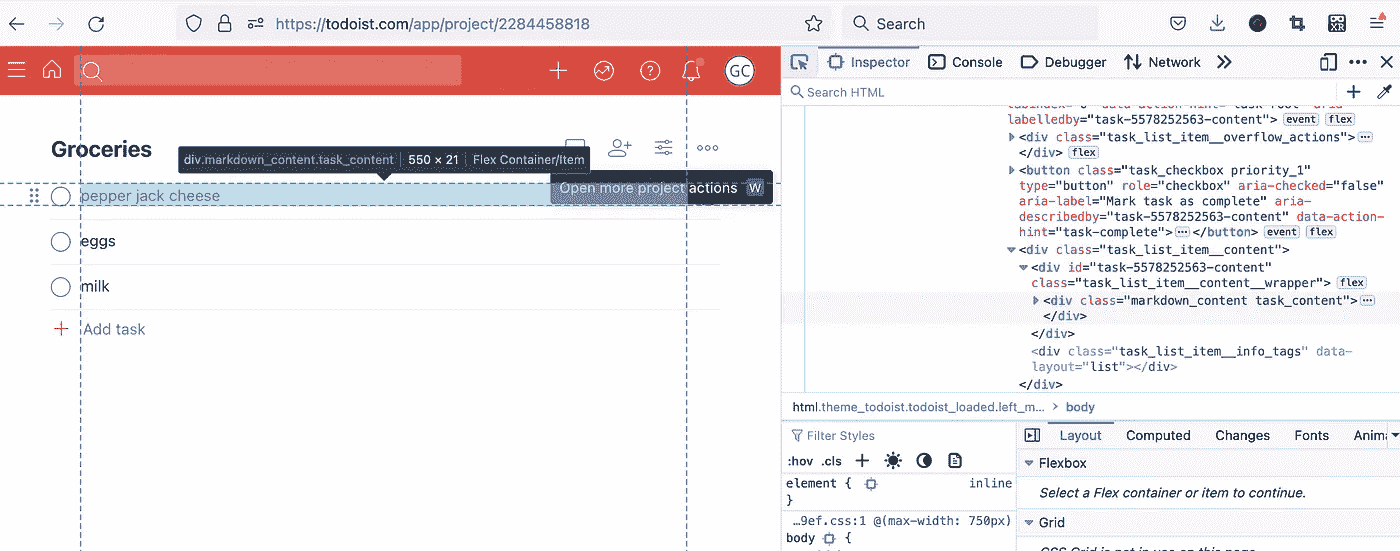 https://todoist.com/app/project/2284458818
Search
XR
GC
Groceries
div.markdown_content.task_content | 550 × 21 | Flex Container/Item
Open more project actions W
pepper jack cheese
eggs
milk
Add task
Inspector
Console
Debugger
Network
Search HTML
labelledby="task-5578252563-content"> event flex
<div class="task_list_item__overflow_actions">
</div> flex
<button class="task_checkbox priority_1"
type="button" role="checkbox" aria-checked="false"
aria-label="Mark task as complete" aria-
describedby="task-5578252563-content" data-action-
hint="task-complete"> </button> event flex
<div class="task_list_item__content">
<div id="task-5578252563-content"
class="task_list_item__content__wrapper"> flex
<div class="markdown_content task_content">
</div>
</div>
<div class="task_list_item__info_tags" data-
layout="list"></div>
</div>
html.theme_todoist.todoist_loaded.left_m… > body
Filter Styles
:hov .cls
element { inline
}
…9ef.css:1 @(max-width: 750px)
body {
Layout
Computed
Changes
Fonts
Anima
Flexbox
Select a Flex container or item to continue.
Grid
CSS Grid is not in use on this page